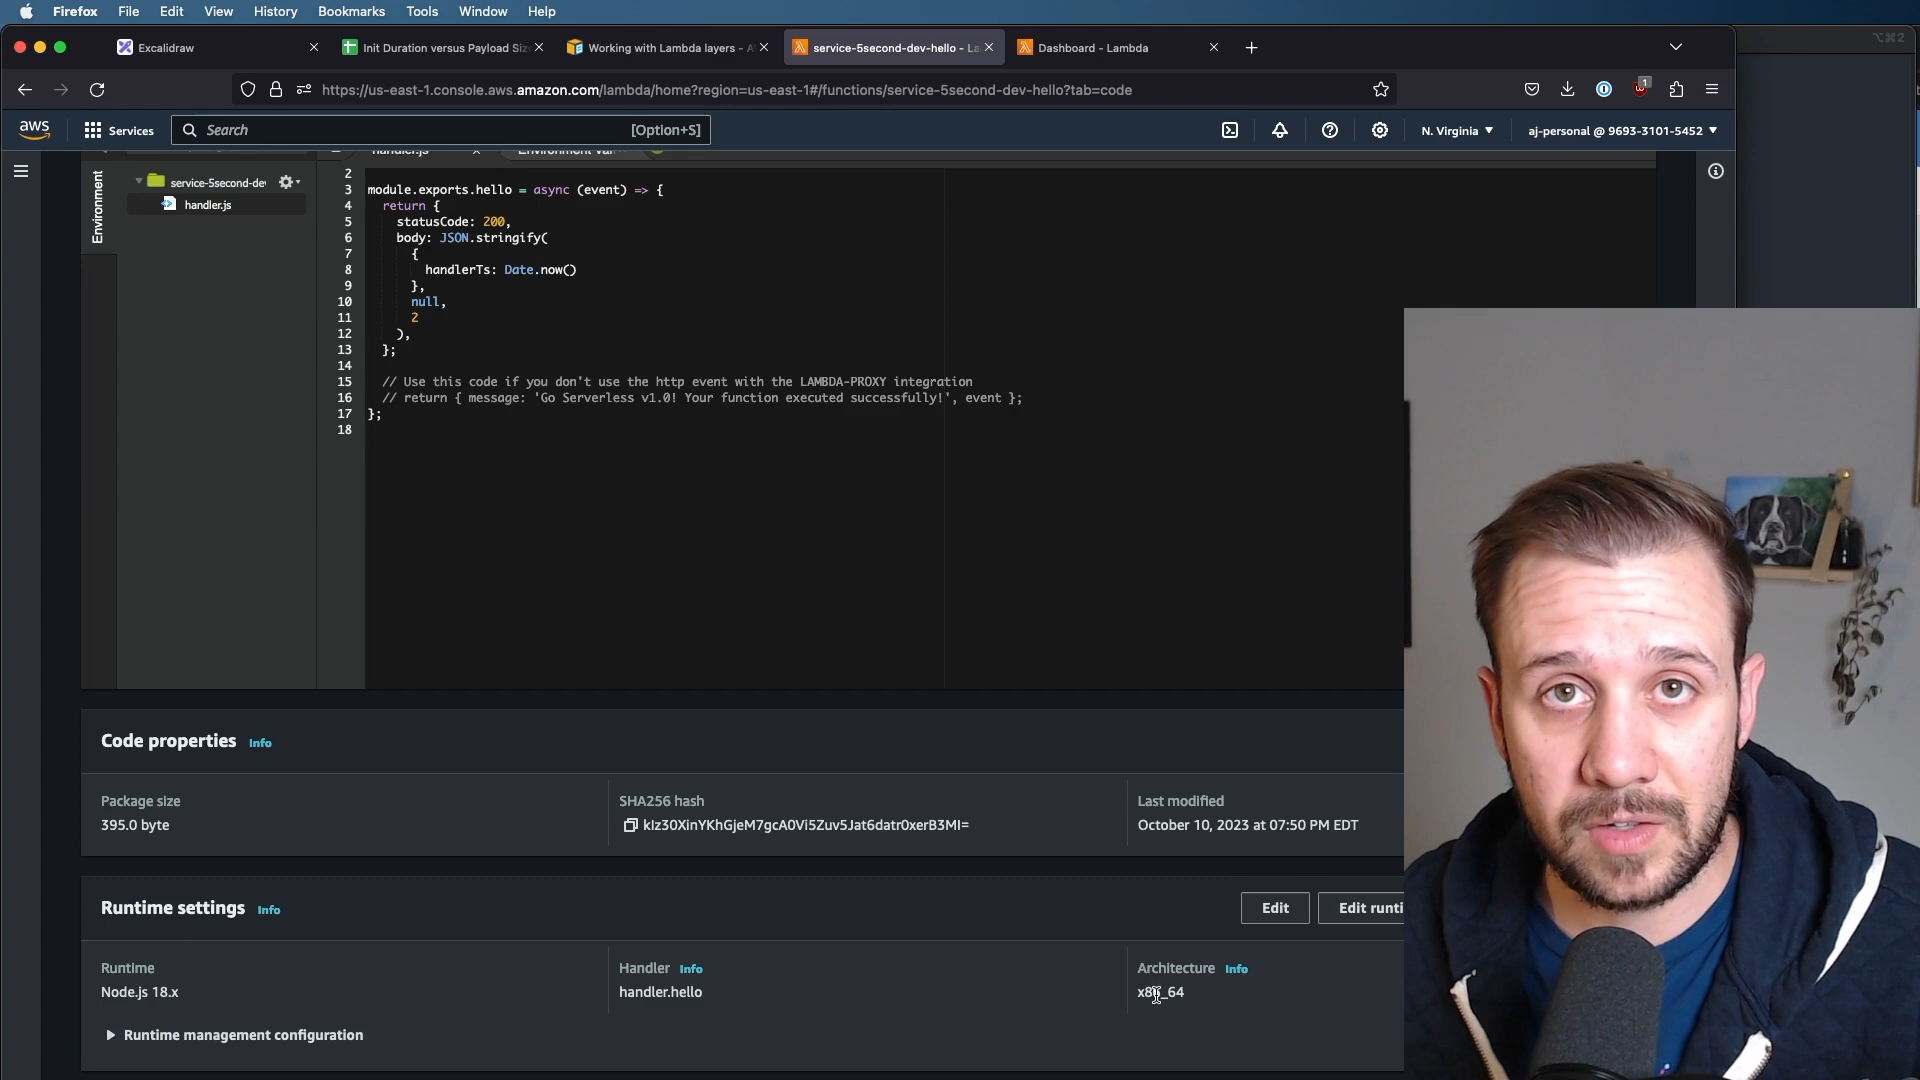 Firefox File Edit View History Bookmarks Tools Window Help
⌥⌘2
Excalidraw
Init Duration versus Payload Siz
Working with Lambda layers - A
service-5second-dev-hello - La
Dashboard - Lambda
https://us-east-1.console.aws.amazon.com/lambda/home?region=us-east-1#/functions/service-5second-dev-hello?tab=code
1
aws Services Search [Option+S] N. Virginia aj-personal @ 9693-3101-5452
handler.js
Environment Var
Environment
service-5second-de
handler.js
2
3 module.exports.hello = async (event) => {
4 return {
5 statusCode: 200,
6 body: JSON.stringify(
7 {
8 handlerTs: Date.now()
9 },
10 null,
11 2
12 ),
13 };
14
15 // Use this code if you don't use the http event with the LAMBDA-PROXY integration
16 // return { message: 'Go Serverless v1.0! Your function executed successfully!', event };
17 };
18
Code properties Info
Package size
395.0 byte
SHA256 hash
klz30XinYKhGjeM7gcA0Vi5Zuv5Jat6datr0xerB3MI=
Last modified
October 10, 2023 at 07:50 PM EDT
Runtime settings Info
Edit
Edit runti
Runtime
Node.js 18.x
Handler Info
handler.hello
Architecture Info
x86_64
Runtime management configuration